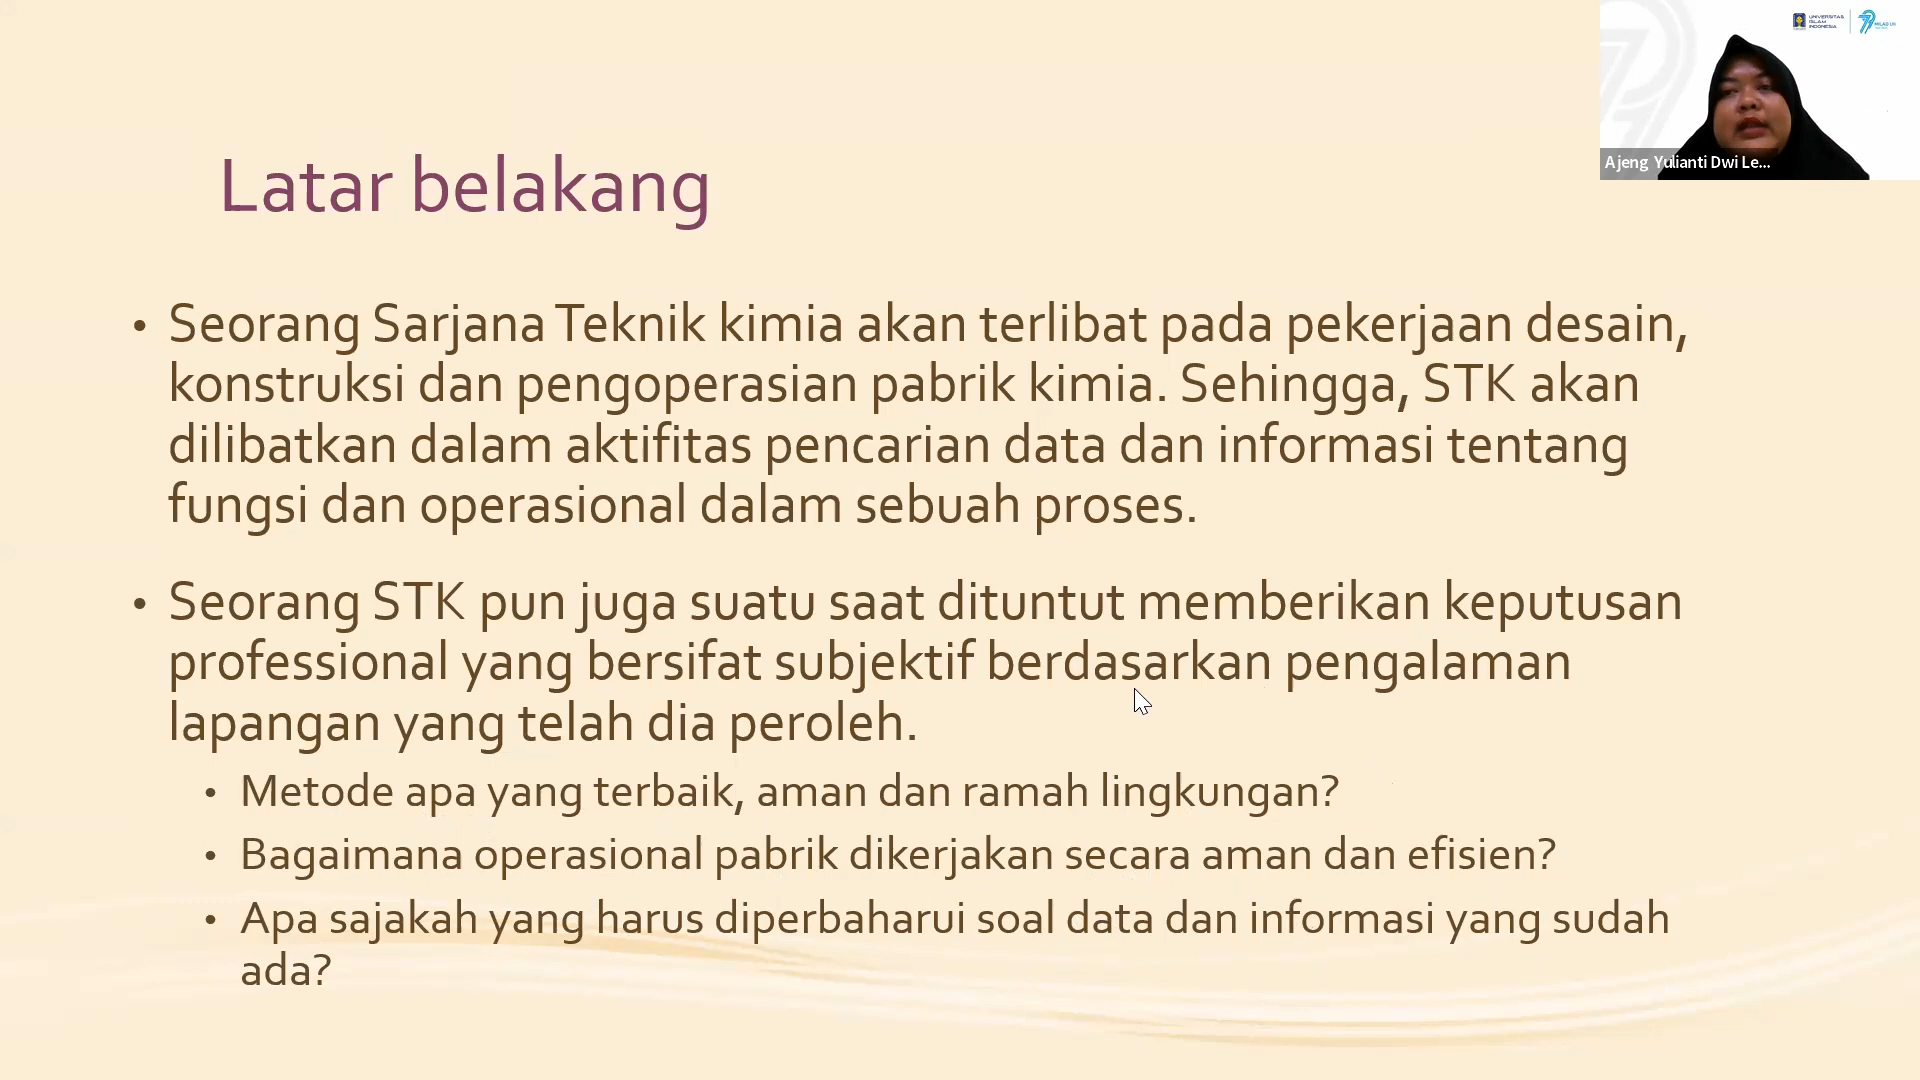 UNIVERSITAS
ISLAM
INDONESIA
Ajeng Yulianti Dwi Le...
Latar belakang
• Seorang Sarjana Teknik kimia akan terlibat pada pekerjaan desain,
konstruksi dan pengoperasian pabrik kimia. Sehingga, STK akan
dilibatkan dalam aktifitas pencarian data dan informasi tentang
fungsi dan operasional dalam sebuah proses.
• Seorang STK pun juga suatu saat dituntut memberikan keputusan
professional yang bersifat subjektif berdasarkan pengalaman
lapangan yang telah dia peroleh.
• Metode apa yang terbaik, aman dan ramah lingkungan?
• Bagaimana operasional pabrik dikerjakan secara aman dan efisien?
• Apa sajakah yang harus diperbaharui soal data dan informasi yang sudah
ada?